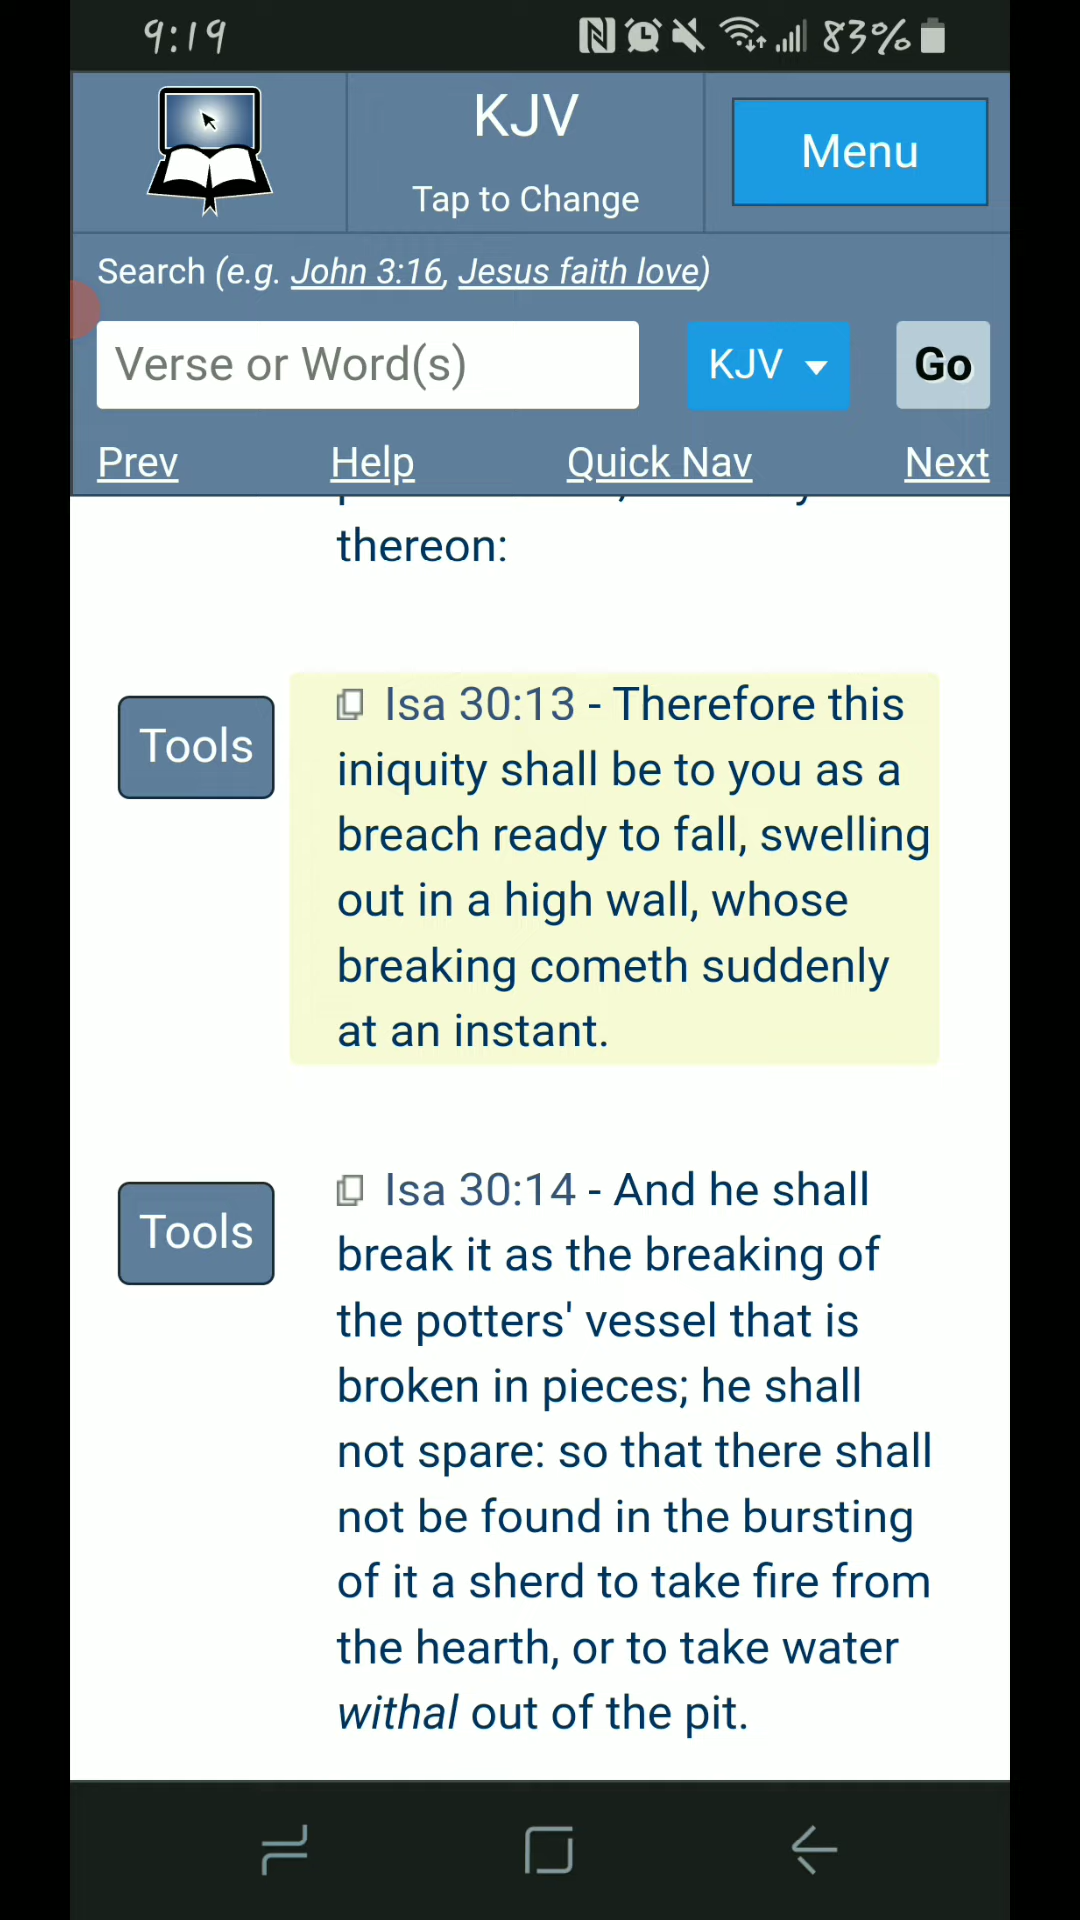 9:19 83%
KJV
Tap to Change
Menu
Search (e.g. John 3:16, Jesus faith love)
Verse or Word(s) KJV Go
Prev Help Quick Nav Next
thereon:
Tools
Isa 30:13 - Therefore this
iniquity shall be to you as a
breach ready to fall, swelling
out in a high wall, whose
breaking cometh suddenly
at an instant.
Tools
Isa 30:14 - And he shall
break it as the breaking of
the potters' vessel that is
broken in pieces; he shall
not spare: so that there shall
not be found in the bursting
of it a sherd to take fire from
the hearth, or to take water
withal out of the pit.